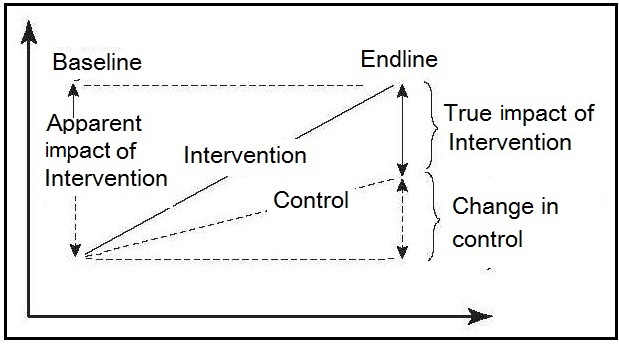 Baseline
Endline
Apparent
impact of
Intervention
Intervention
Control
True impact of
Intervention
Change in
control